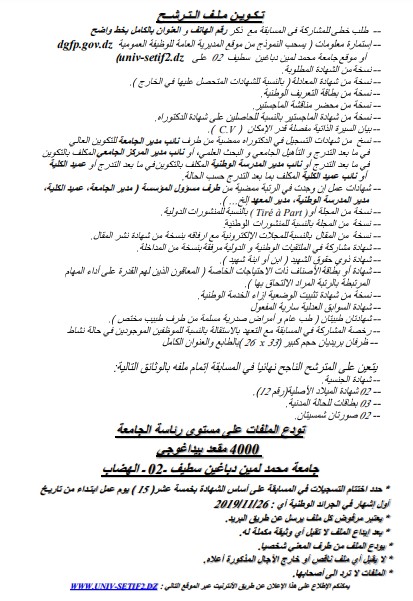 تكوين ملف الترشح
-- طلب خطي للمشاركة في المسابقة مع ذكر رقم الهاتف و العنوان بالكامل بخط واضح
-- إستمارة معلومات ( يسحب النموذج من موقع المديرية العامة للوظيفة العمومية dgfp.gov.dz
أو موقع جامعة محمد لمين دباغين سطيف 02 على univ-setif2.dz)
-- نسخة من الشهادة المطلوبة.
-- نسخة من شهادة المعادلة ( بالنسبة للشهادات المتحصل عليها في الخارج ).
-- نسخة من بطاقة التعريف الوطنية.
-- نسخة من محضر مناقشة الماجستير.
-- نسخة من شهادة الماجستير بالنسبة للحاصلين على شهادة الدكتوراه.
-- بيان السيرة الذاتية مفصلة قدر الإمكان ( C.V ).
-- نسخ من شهادات التسجيل في الدكتوراه ممضية من طرف نائب مدير الجامعة للتكوين العالي
في ما بعد التدرج و التأهيل الجامعي و البحث العلمي، أو نائب مدير المركز الجامعي المكلف بالتكوين
في ما بعد التدرج أو نائب مدير المدرسة الوطنية المكلف بالتكوين في ما بعد التدرج أو عميد الكلية
أو نائب عميد الكلية المكلف بما بعد التدرج حسب الحالة.
-- شهادات عمل إن وجدت في الرتبة ممضية من طرف مسؤول المؤسسة ( مدير الجامعة، عميد الكلية،
مدير المدرسة الوطنية، مدير المعهد إلخ... ).
-- نسخة من المجلة أو( Tiré à Part ) بالنسبة للمنشورات الدولية.
-- نسخة من المجلة بالنسبة للمنشورات الوطنية
-- نسخة من المقال بالنسبة للمجلات الإلكترونية مع ارفاقه بنسخة من شهادة نشر المقال.
-- شهادة مشاركة في الملتقيات الوطنية و الدولية مرفقة بنسخة من المداخلة.
-- شهادة ذوي حقوق الشهيد ( ابن أو ابنة شهيد ).
-- شهادة أو بطاقة الأصناف ذات الاحتياجات الخاصة ( المعاقون الذين لهم القدرة على أداء المهام
المرتبطة بالرتبة المراد الالتحاق بها ).
-- نسخة من شهادة تثبيت الوضعية إزاء الخدمة الوطنية.
-- شهادة السوابق العدلية سارية المفعول
-- شهادتان طبيتان ( طب عام و أمراض صدرية مسلمة من طرف طبيب مختص ).
-- رخصة المشاركة في المسابقة مع التعهد بالاستقالة بالنسبة للموظفين الموجودين في حالة نشاط
-- ظرفان بريديان حجم كبير (33 x 26 )بالطابع والعنوان الكامل
يتعين على المترشح الناجح نهائيا في المسابقة إتمام ملفه بالوثائق التالية:
-- شهادة الجنسية.
-- 02 شهادة الميلاد الأصلية(رقم 12).
-- 03 بطاقات للحالة المدنية.
-- 02 صورتان شمسيتان.
تودع الملفات على مستوى رئاسة الجامعة
4000 مقعد بيداغوجي
جامعة محمد لمين دباغين سطيف -02- الهضاب
* حدد اختتام التسجيلات في المسابقة على أساس الشهادة بخمسة عشر( 15 ) يوم عمل ابتداء من تاريخ
أول إشهار في الجرائد الوطنية أي : 2019/11/26
* يعتبر مرفوض كل ملف يرسل عن طريق البريد.
* بعد إيداع الملف لا تقبل أي وثيقة مكملة له.
* يودع الملف من طرف المعني شخصيا.
* لا يقبل أي ملف ناقص أو خارج الآجال المذكورة أعلاه.
* الملفات لا ترد الى أصحابها.
يمكنكم الإطلاع على هذا الإعلان عن طريق الأنترنيت عبر الموقع التالي : WWW.UNIV-SETIF2.DZ